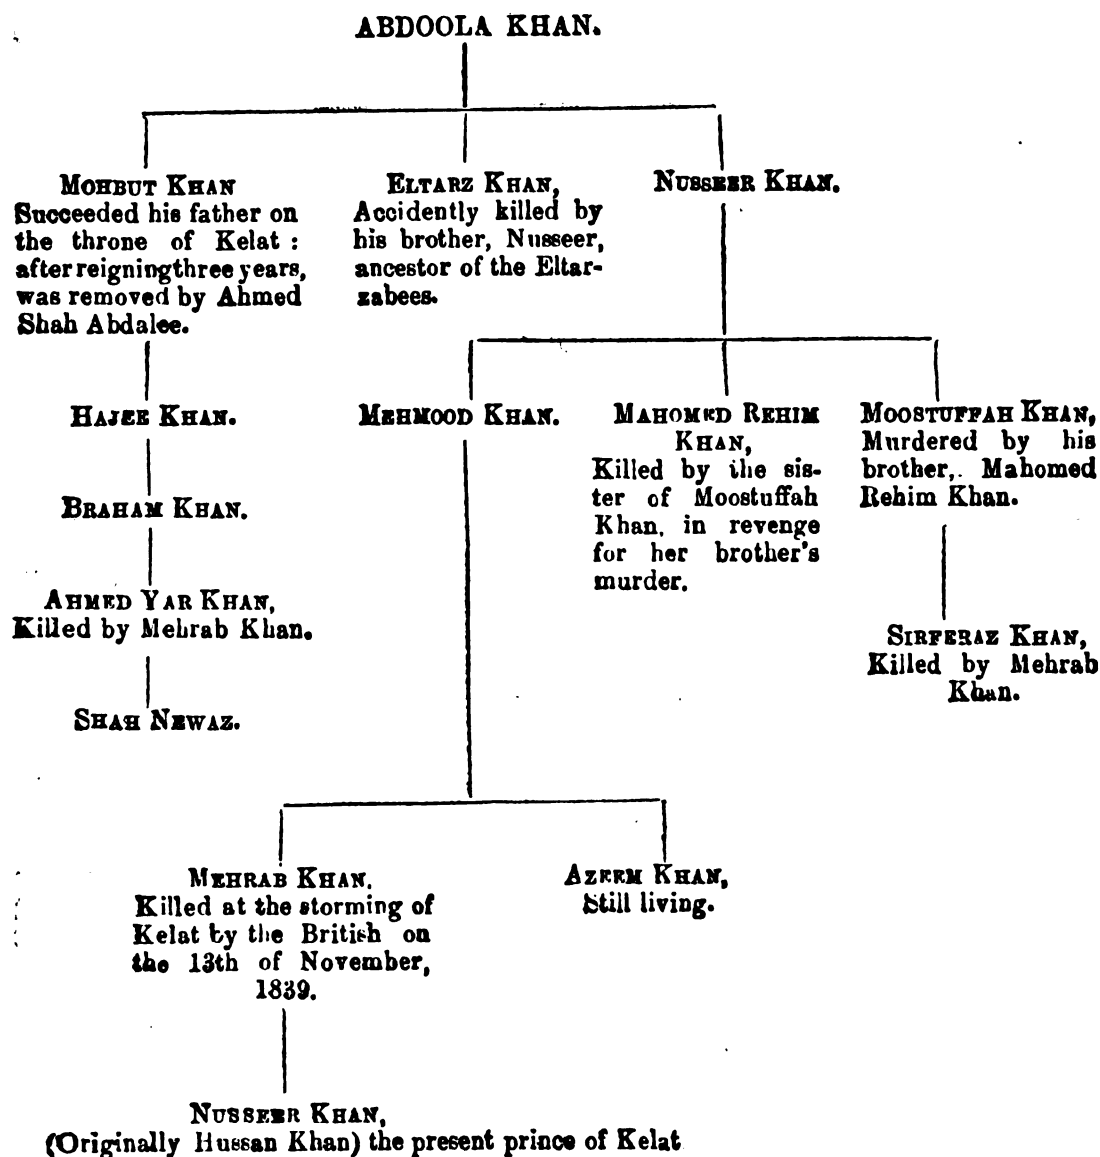 ABDOOLA KHAN.
MOHBUT KHAN
Succeeded his father on
the throne of Kelat :
after reigningthree years,
was removed by Ahmed
Shah Abdalee.
ELTARZ KHAN,
Accidently killed by
his brother, Nusseer,
ancestor of the Eltar-
zabees.
NUSSEER KHAN.
HAJEE KHAN.
BRAHAM KHAN.
AHMED YAR KHAN,
Killed by Mehrab Khan.
SHAH NEWAZ.
MEHMOOD KHAN.
MAHOMED REHIM
KHAN,
Killed by the sis-
ter of Moostuffah
Khan, in revenge
for her brother's
murder.
MOOSTUFFAH KHAN,
Murdered by his
brother, Mahomed
Rehim Khan.
SIRFERAZ KHAN,
Killed by Mehrab
Khan.
MEHRAB KHAN.
Killed at the storming of
Kelat by the British on
the 13th of November,
1839.
AZEEM KHAN,
Still living.
NUSSEER KHAN,
(Originally Hussan Khan) the present prince of Kelat